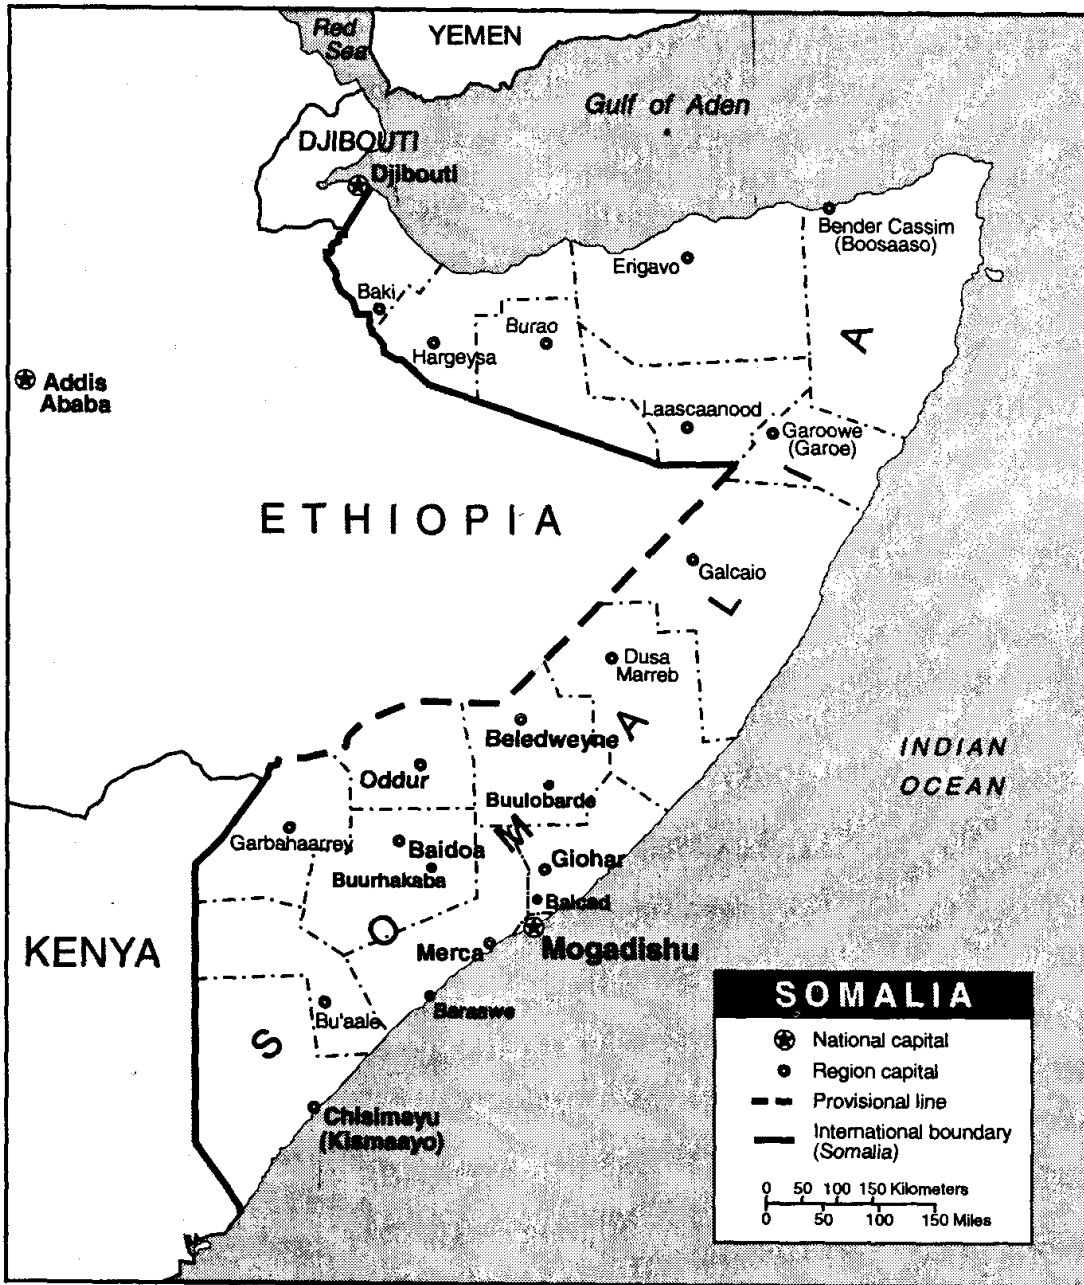 Red
Sea
YEMEN
Gulf of Aden
DJIBOUTI
Djibouti
Bender Cassim
(Boosaaso)
Erigavo
Baki
Burao
Hargeysa
Addis
Ababa
Laascaanood
Garoowe
(Garoe)
ETHIOPIA
Galcaio
Dusa
Marreb
Beledweyne
INDIAN
OCEAN
Oddur
Buulobarde
Garbahaarrey
Baidoa
Giohar
Buurhakaba
Balcad
KENYA
Merca
Mogadishu
Baraawe
Bu'aale
SOMALIA
Chisimayu
(Kismaayo)
SOMALIA
National capital
Region capital
Provisional line
International boundary
(Somalia)
0 50 100 150 Kilometers
0 50 100 150 Miles